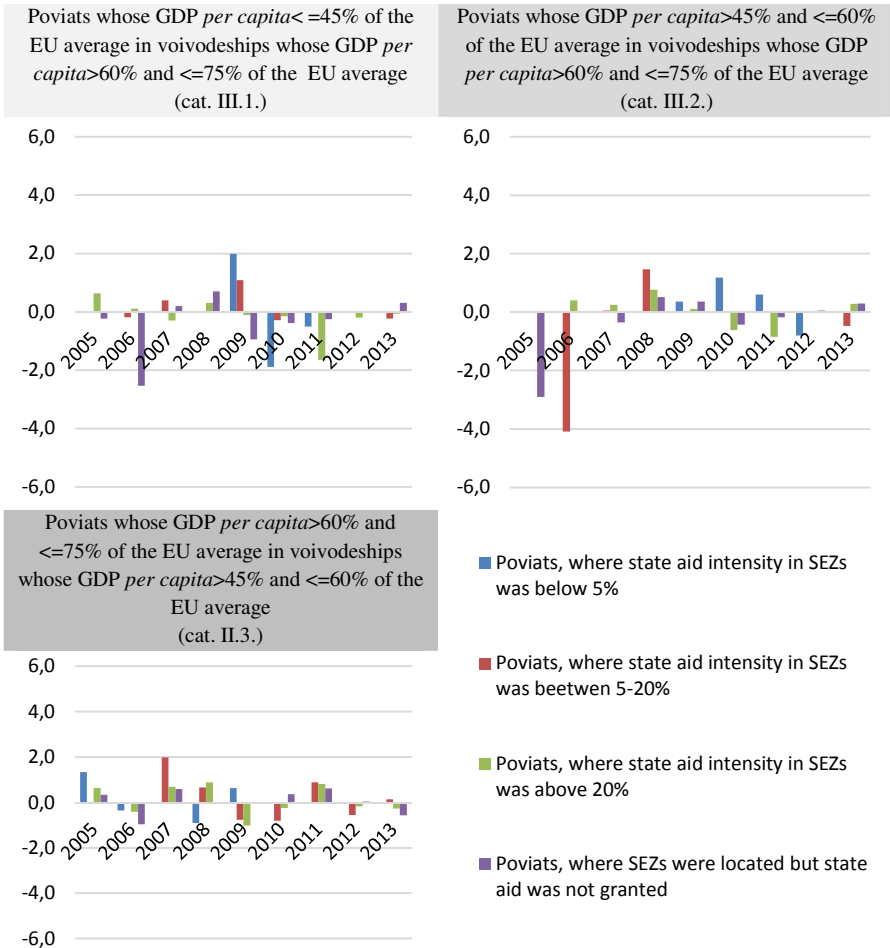 Poviats whose GDP per capita< =45% of the
EU average in voivodeships whose GDP per
capita>60% and <=75% of the EU average
(cat. III.1.)
Poviats whose GDP per capita>45% and <=60%
of the EU average in voivodeships whose GDP
per capita>60% and <=75% of the EU average
(cat. III.2.)
6,0
4,0
2,0
0,0
-2,0
-4,0
-6,0
2005
2006
2007
2008
2009
2010
2011
2012
2013
6,0
4,0
2,0
0,0
-2,0
-4,0
-6,0
2005
2006
2007
2008
2009
2010
2011
2012
2013
Poviats whose GDP per capita>60% and
<=75% of the EU average in voivodeships
whose GDP per capita>45% and <=60% of the
EU average
(cat. II.3.)
6,0
4,0
2,0
0,0
-2,0
-4,0
-6,0
2005
2006
2007
2008
2009
2010
2011
2012
2013
Poviats, where state aid intensity in SEZs
was below 5%
Poviats, where state aid intensity in SEZs
was beetwen 5-20%
Poviats, where state aid intensity in SEZs
was above 20%
Poviats, where SEZs were located but state
aid was not granted